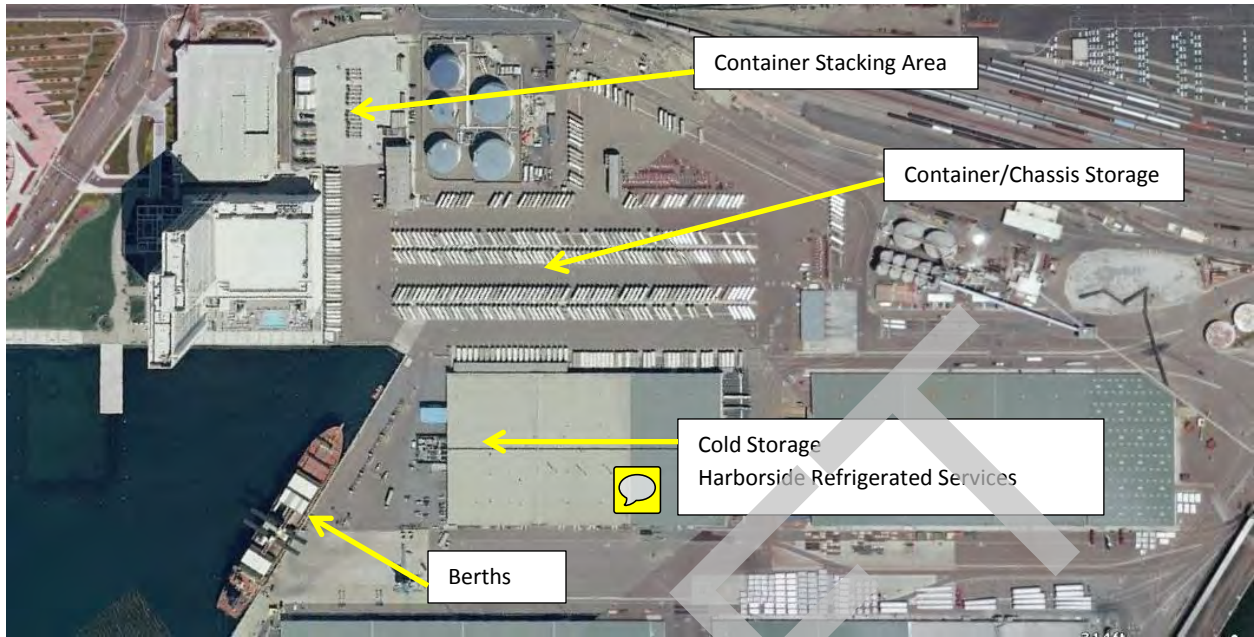 Container Stacking Area
Container/Chassis Storage
Cold Storage
Harborside Refrigerated Services
Berths